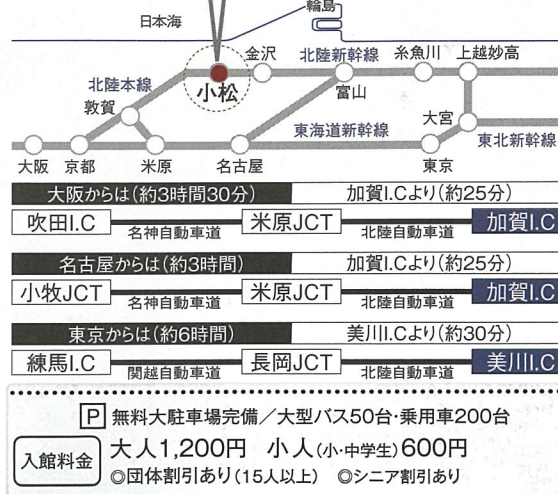 輪島
日本海
金沢
北陸新幹線
糸魚川
上越妙高
北陸本線
小松
富山
敦賀
大宮
東海道新幹線
東北新幹線
大阪
京都
米原
名古屋
東京
大阪からは(約3時間30分) 加賀I.Cより(約25分)
吹田I.C 名神自動車道 米原JCT 北陸自動車道 加賀I.C
名古屋からは(約3時間) 加賀I.Cより(約25分)
小牧JCT 名神自動車道 米原JCT 北陸自動車道 加賀I.C
東京からは(約6時間) 美川I.Cより(約30分)
練馬I.C 関越自動車道 長岡JCT 北陸自動車道 美川I.C
P 無料大駐車場完備/大型バス50台・乗用車200台
入館料金 大人1,200円 小人(小・中学生)600円
◎団体割引あり(15人以上) ◎シニア割引あり